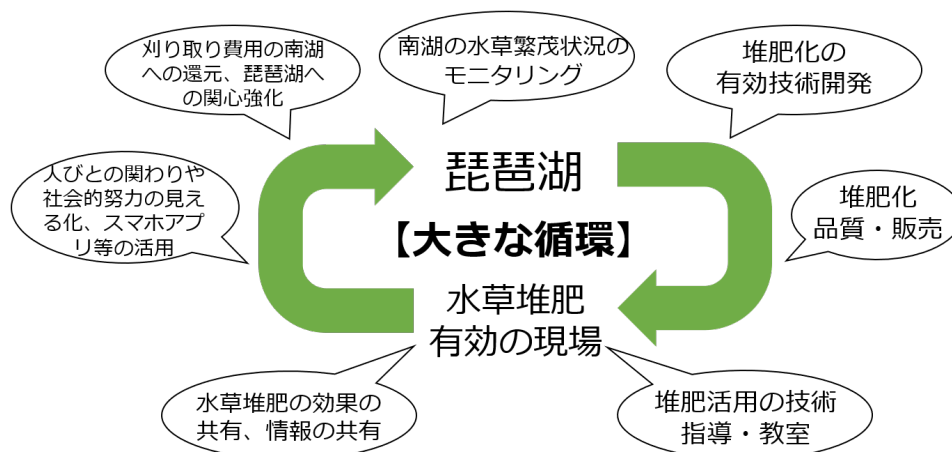 刈り取り費用の南湖
への還元、琵琶湖へ
の関心強化
南湖の水草繁茂状況の
モニタリング
堆肥化の
有効技術開発
人びとの関わりや
社会的努力の見え
る化、スマホアプ
リ等の活用
琵琶湖
【大きな循環】
堆肥化
品質・販売
水草堆肥
有効の現場
水草堆肥の効果の
共有、情報の共有
堆肥活用の技術
指導・教室